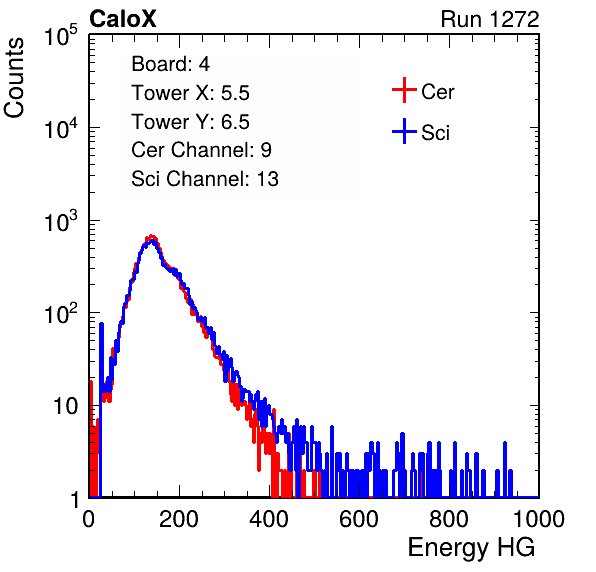 CaloX Run 1272
Counts
10^5
10^4
10^3
10^2
10
1
Board: 4
Tower X: 5.5
Tower Y: 6.5
Cer Channel: 9
Sci Channel: 13
Cer
Sci
0 200 400 600 800 1000
Energy HG